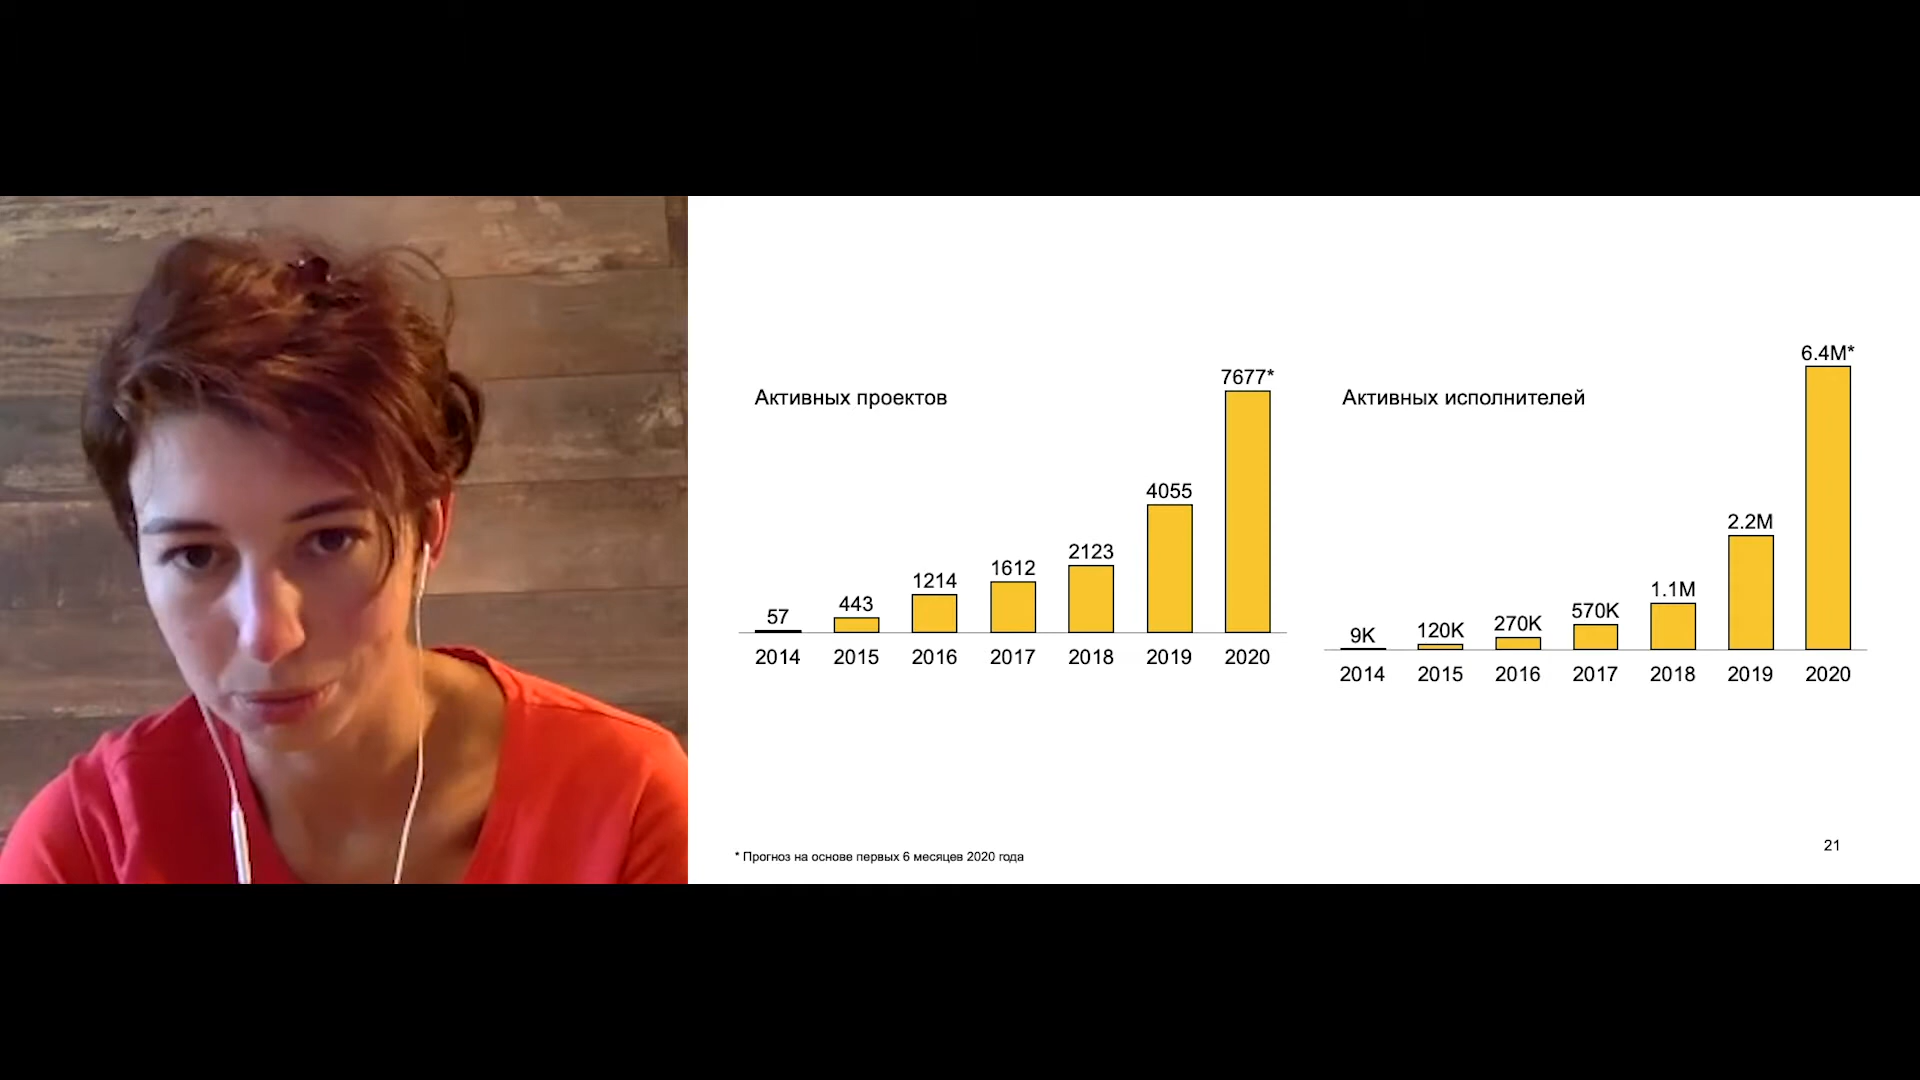 Активных проектов
57
443
1214
1612
2123
4055
7677*
2014 2015 2016 2017 2018 2019 2020
Активных исполнителей
9K
120K
270K
570K
1.1M
2.2M
6.4M*
2014 2015 2016 2017 2018 2019 2020
* Прогноз на основе первых 6 месяцев 2020 года
21